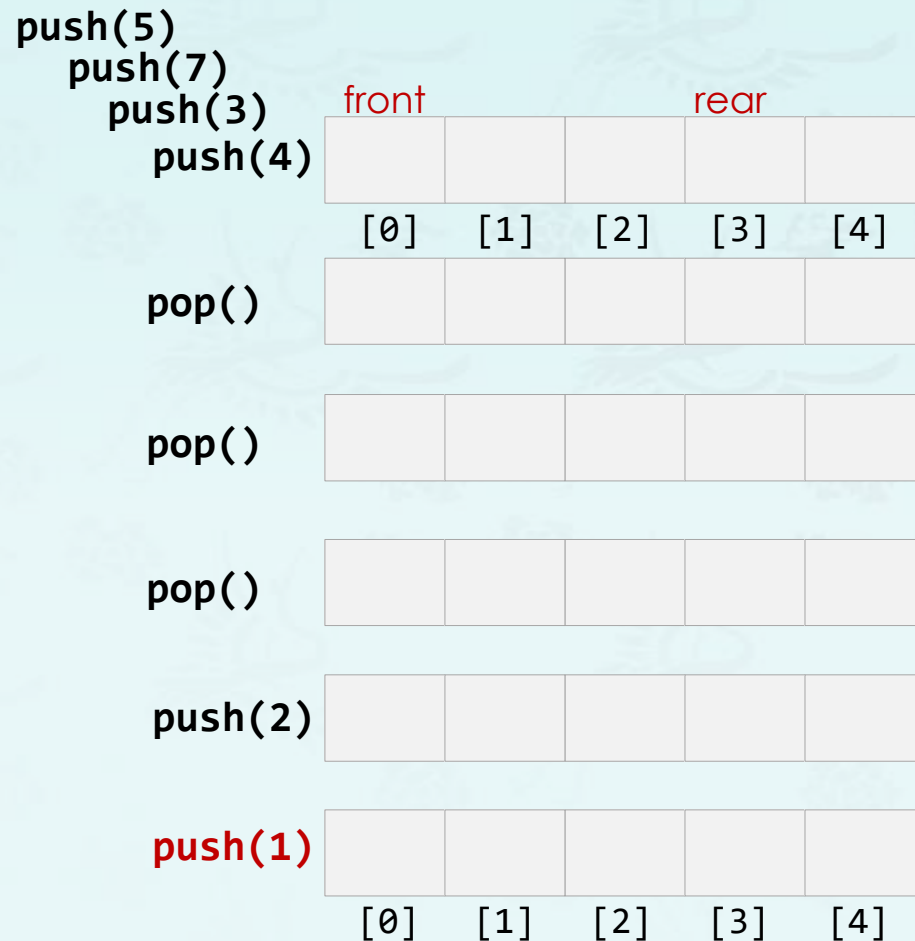 push(5)
push(7)
push(3) front rear
push(4)
[0] [1] [2] [3] [4]
pop()
pop()
pop()
push(2)
push(1)
[0] [1] [2] [3] [4]